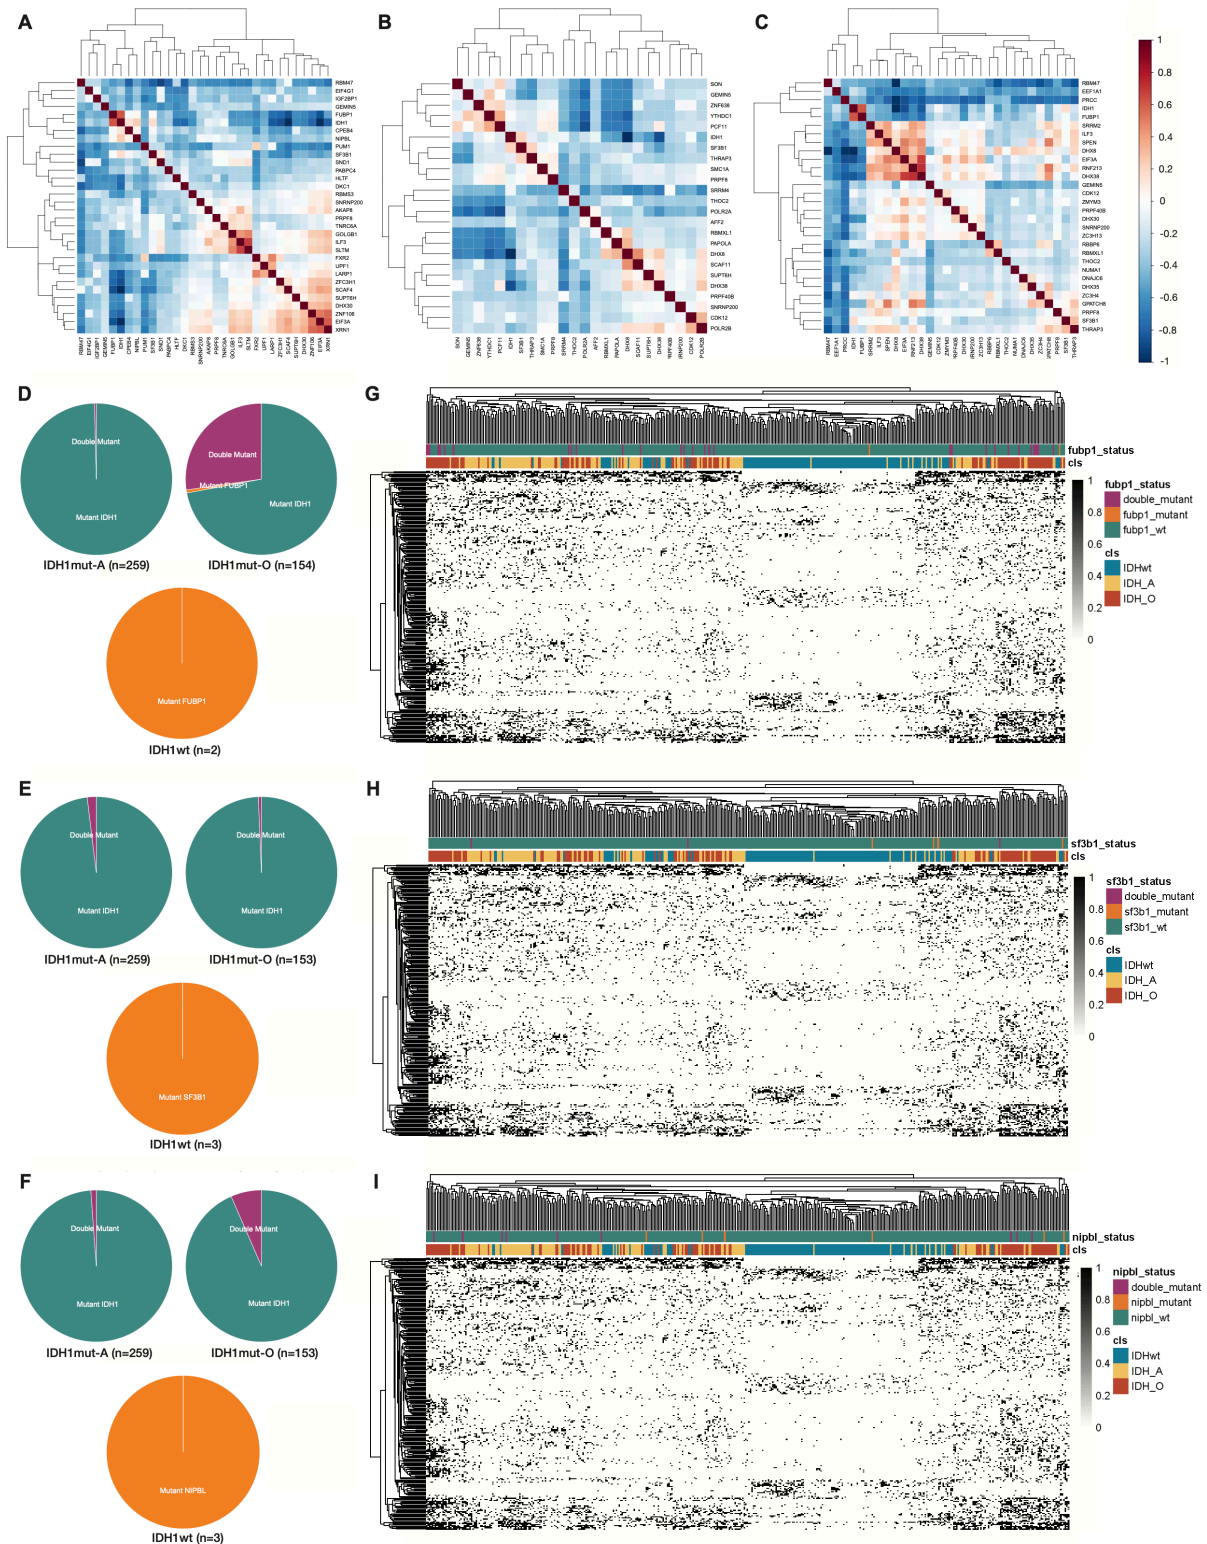 A
B
C
RBM47
EIF4G1
IGF2BP1
GEMIN5
FUBP1
IDH1
CPEB4
NIPBL
PUM1
SF3B1
SND1
PABPC4
HLTF
DKC1
RBMS3
SNRNP200
AKAP8
PRPF8
TNRC6A
GOLGB1
ILF3
SLTM
FXR2
UPF1
LARP1
ZFC3H1
SCAF4
SUPT6H
DHX30
ZNF106
EIF3A
XRN1
SON
GEMIN5
ZNF638
YTHDC1
PCF11
IDH1
SF3B1
THRAP3
SMC1A
PRPF8
SRRM4
THOC2
POLR2A
AFF2
RBMXL1
PAPOLA
DHX8
SCAF11
SUPT6H
DHX38
PRPF40B
SNRNP200
CDK12
POLR2B
RBM47
EEF1A1
PRCC
IDH1
FUBP1
SRRM2
ILF3
SPEN
DHX8
EIF3A
RNF213
DHX38
GEMIN5
CDK12
ZMYM3
PRPF40B
DHX30
SNRNP200
ZC3H13
RBBP6
RBMXL1
THOC2
NUMA1
DNAJC6
DHX35
ZC3H4
GPATCH8
PRPF8
SF3B1
THRAP3
1
0.8
0.6
0.4
0.2
0
-0.2
-0.4
-0.6
-0.8
-1
D
Double Mutant
Mutant IDH1
IDH1mut-A (n=259)
Double Mutant
Mutant FUBP1
Mutant IDH1
IDH1mut-O (n=154)
Mutant FUBP1
IDH1wt (n=2)
G
fubp1_status
cls
1
0.8
0.6
0.4
0.2
0
fubp1_status
double_mutant
fubp1_mutant
fubp1_wt
cls
IDHwt
IDH_A
IDH_O
E
Double Mutant
Mutant IDH1
IDH1mut-A (n=259)
Double Mutant
Mutant IDH1
IDH1mut-O (n=153)
Mutant SF3B1
IDH1wt (n=3)
H
sf3b1_status
cls
1
0.8
0.6
0.4
0.2
0
sf3b1_status
double_mutant
sf3b1_mutant
sf3b1_wt
cls
IDHwt
IDH_A
IDH_O
F
Double Mutant
Mutant IDH1
IDH1mut-A (n=259)
Double Mutant
Mutant IDH1
IDH1mut-O (n=153)
Mutant NIPBL
IDH1wt (n=3)
I
nipbl_status
cls
1
0.8
0.6
0.4
0.2
0
nipbl_status
double_mutant
nipbl_mutant
nipbl_wt
cls
IDHwt
IDH_A
IDH_O